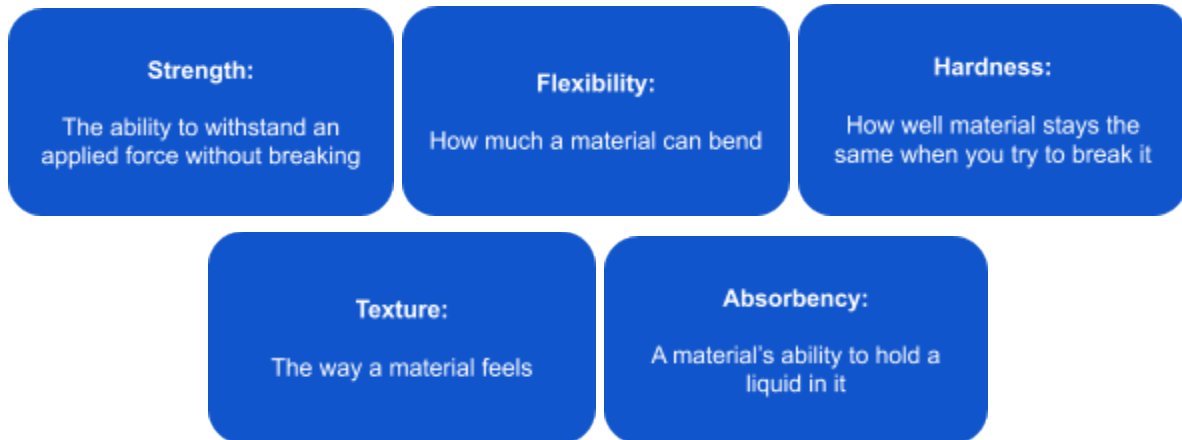 Strength:
The ability to withstand an
applied force without breaking
Flexibility:
How much a material can bend
Hardness:
How well material stays the
same when you try to break it
Texture:
The way a material feels
Absorbency:
A material's ability to hold a
liquid in it